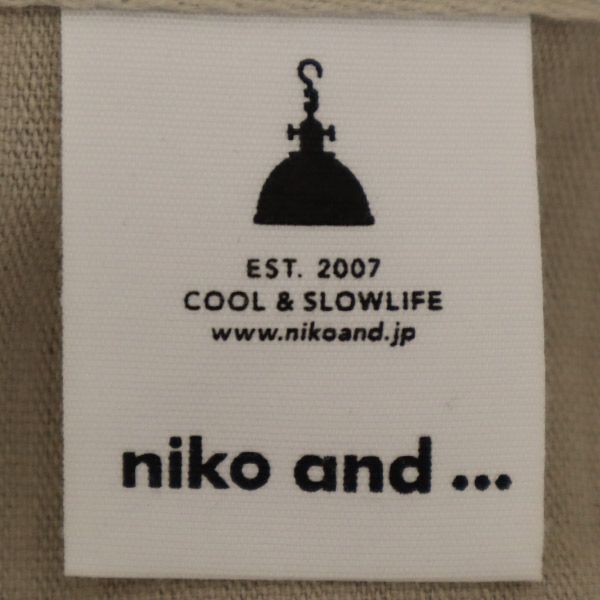 EST. 2007
COOL & SLOWLIFE
www.nikoand.jp
niko and ...